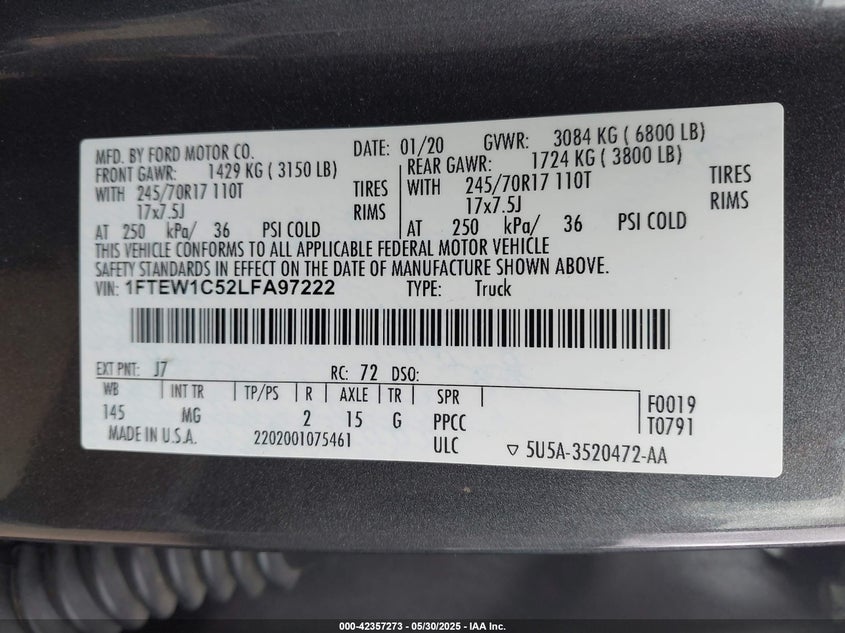 MFD. BY FORD MOTOR CO. DATE: 01/20 GVWR: 3084 KG ( 6800 LB)
FRONT GAWR: 1429 KG ( 3150 LB) REAR GAWR: 1724 KG ( 3800 LB)
WITH 245/70R17 110T TIRES WITH 245/70R17 110T TIRES
17x7.5J RIMS 17x7.5J RIMS
AT 250 kPa/ 36 PSI COLD AT 250 kPa/ 36 PSI COLD
THIS VEHICLE CONFORMS TO ALL APPLICABLE FEDERAL MOTOR VEHICLE
SAFETY STANDARDS IN EFFECT ON THE DATE OF MANUFACTURE SHOWN ABOVE.
VIN: 1FTEW1C52LFA97222 TYPE: Truck
EXT PNT: J7 RC: 72 DSO:
WB INT TR TP/PS R AXLE TR SPR
145 MG 2 15 G PPCC F0019
T0791
MADE IN U.S.A. 2202001075461 ULC ▽ 5U5A-3520472-AA
000-42357273 - 05/30/2025 - IAA Inc.